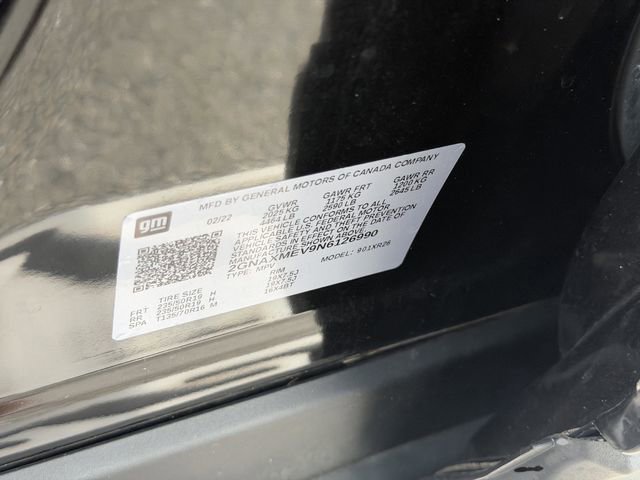 gm
MFD BY GENERAL MOTORS OF CANADA COMPANY
02/22 GVWR GAWR FRT GAWR RR
2025 KG 1175 KG 1200 KG
4464 LB 2590 LB 2645 LB
THIS VEHICLE CONFORMS TO ALL
APPLICABLE U.S. FEDERAL MOTOR
VEHICLE SAFETY AND THEFT PREVENTION
STANDARDS IN EFFECT ON THE DATE OF
MANUFACTURE SHOWN ABOVE.
2GNAXMEV9N6126990
TYPE: MPV MODEL: 901XR26
TIRE SIZE RIM
FRT 235/50R19 H 19X7.5J
RR 235/50R19 H 19X7.5J
SPA T135/70R16 M 16X4BT